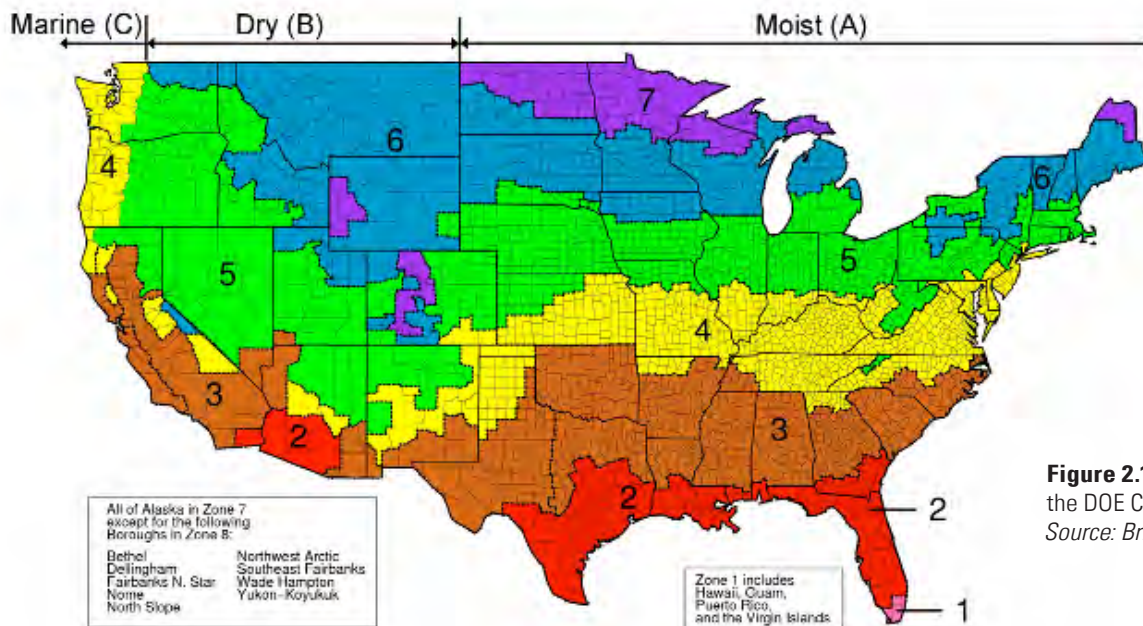 Marine (C) Dry (B) Moist (A)
7
6
4
6
5
5
4
3
3
2
2
2
1
Figure 2.
the DOE C
Source: Br
All of Alaska in Zone 7
except for the following
Boroughs in Zone 8:
Bethel Northwest Arctic
Dellingham Southeast Fairbanks
Fairbanks N. Star Wade Hampton
Nome Yukon-Koyukuk
North Slope
Zone 1 includes
Hawaii, Guam,
Puerto Rico,
and the Virgin Islands